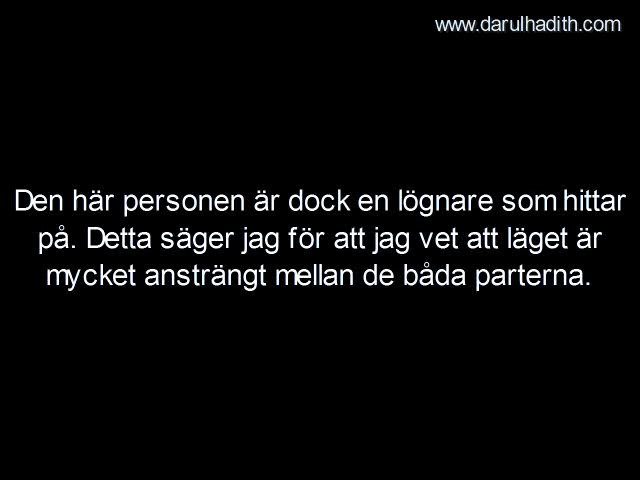 www.darulhadith.com
Den här personen är dock en lögnare som hittar
på. Detta säger jag för att jag vet att läget är
mycket ansträngt mellan de båda parterna.